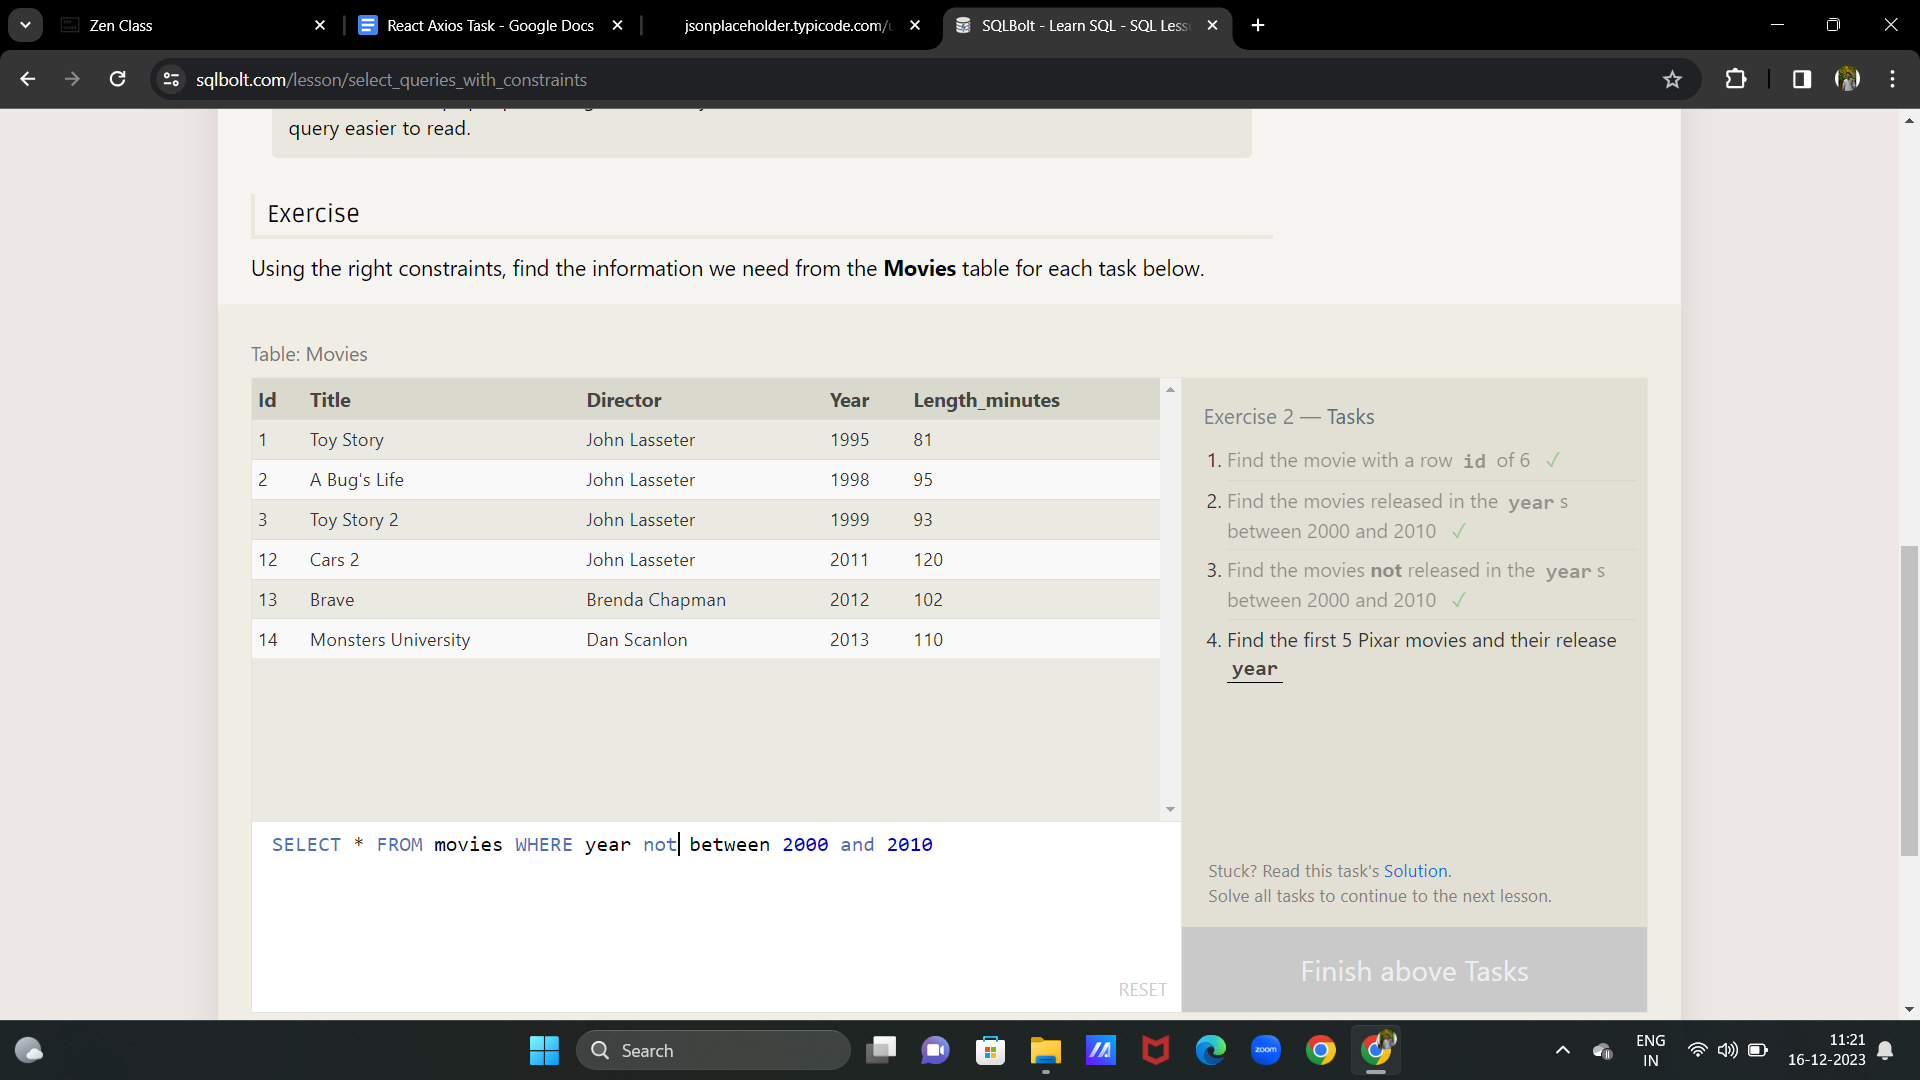 Zen Class
React Axios Task - Google Docs
jsonplaceholder.typicode.com/u
SQLBolt - Learn SQL - SQL Less
sqlbolt.com/lesson/select_queries_with_constraints
query easier to read.
Exercise
Using the right constraints, find the information we need from the Movies table for each task below.
Table: Movies
Id Title Director Year Length_minutes
1 Toy Story John Lasseter 1995 81
2 A Bug's Life John Lasseter 1998 95
3 Toy Story 2 John Lasseter 1999 93
12 Cars 2 John Lasseter 2011 120
13 Brave Brenda Chapman 2012 102
14 Monsters University Dan Scanlon 2013 110
SELECT * FROM movies WHERE year not between 2000 and 2010
RESET
Exercise 2 — Tasks
1. Find the movie with a row id of 6 ✓
2. Find the movies released in the year s
between 2000 and 2010 ✓
3. Find the movies not released in the year s
between 2000 and 2010 ✓
4. Find the first 5 Pixar movies and their release
year
Stuck? Read this task's Solution.
Solve all tasks to continue to the next lesson.
Finish above Tasks
Search
zoom
ENG
IN
11:21
16-12-2023